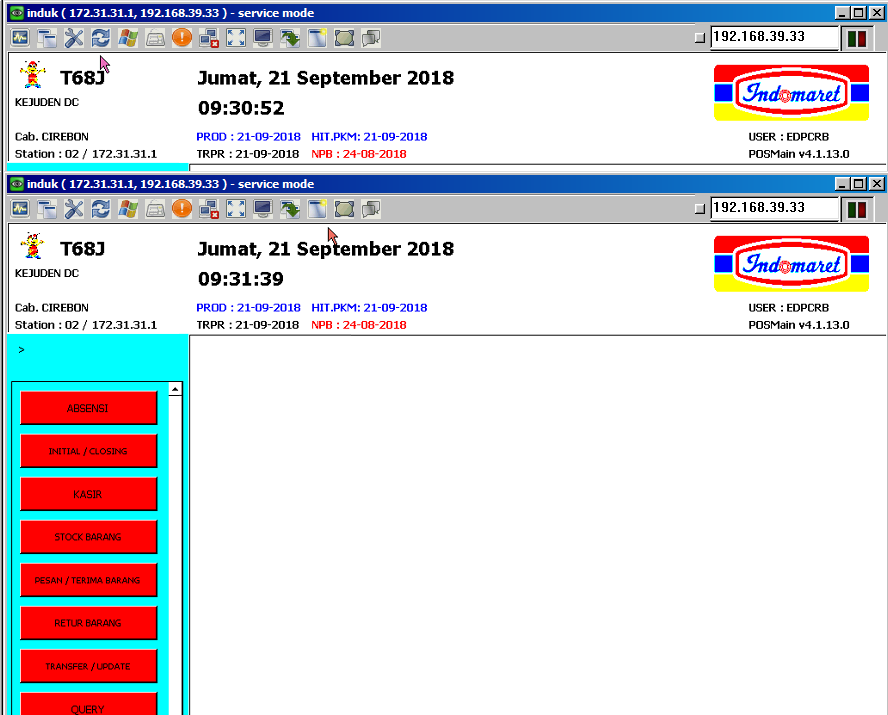 induk ( 172.31.31.1, 192.168.39.33 ) - service mode
192.168.39.33
T68J
Jumat, 21 September 2018
Indomaret
KEJUDEN DC
09:30:52
Cab. CIREBON
PROD : 21-09-2018 HIT.PKM: 21-09-2018
USER : EDPCRB
Station : 02 / 172.31.31.1
TRPR : 21-09-2018 NPB : 24-08-2018
POSMain v4.1.13.0
induk ( 172.31.31.1, 192.168.39.33 ) - service mode
192.168.39.33
T68J
Jumat, 21 September 2018
Indomaret
KEJUDEN DC
09:31:39
Cab. CIREBON
PROD : 21-09-2018 HIT.PKM: 21-09-2018
USER : EDPCRB
Station : 02 / 172.31.31.1
TRPR : 21-09-2018 NPB : 24-08-2018
POSMain v4.1.13.0
>
ABSENSI
INITIAL / CLOSING
KASIR
STOCK BARANG
PESAN / TERIMA BARANG
RETUR BARANG
TRANSFER / UPDATE
QUERY